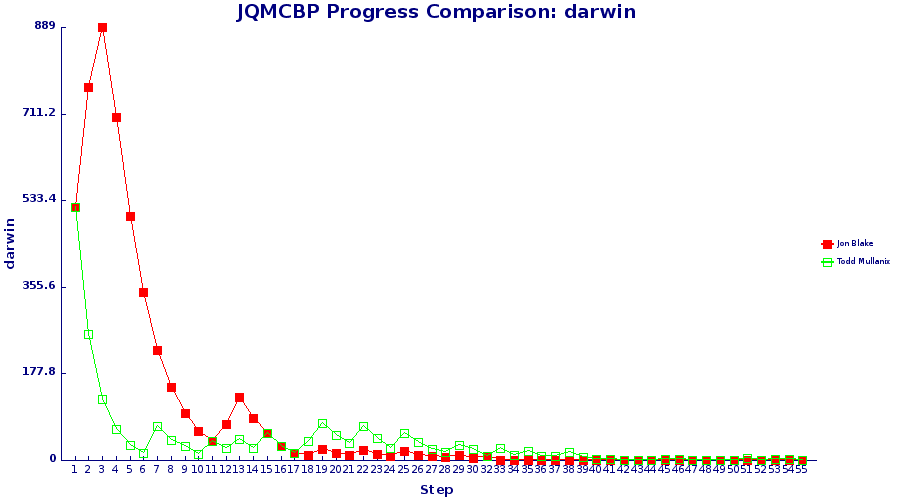 JQMCBP Progress Comparison: darwin
889
711.2
533.4
355.6
177.8
0
darwin
1 2 3 4 5 6 7 8 9 10 11 12 13 14 15 16 17 18 19 20 21 22 23 24 25 26 27 28 29 30 31 32 33 34 35 36 37 38 39 40 41 42 43 44 45 46 47 48 49 50 51 52 53 54 55
Step
Jon Blake
Todd Mullanix